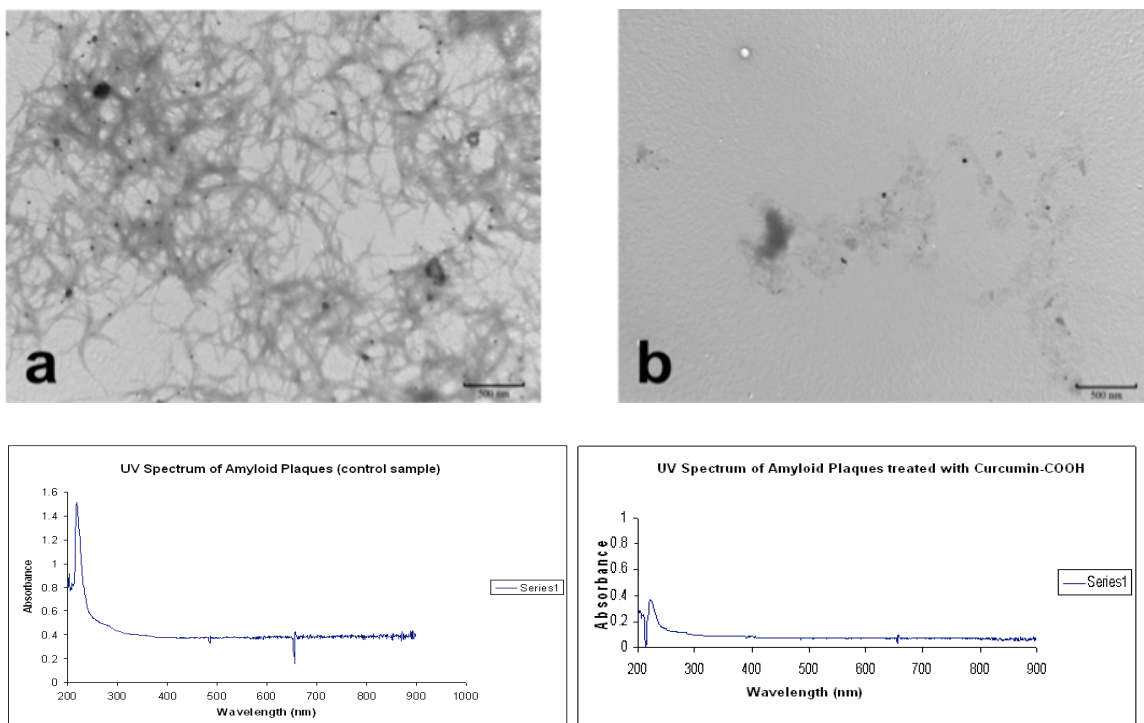 a
500 nm
b
500 nm
UV Spectrum of Amyloid Plaques (control sample)
1.6
1.4
1.2
1
0.8
0.6
0.4
0.2
0
Absorbance
200 300 400 500 600 700 800 900 1000
Wavelength (nm)
Series1
UV Spectrum of Amyloid Plaques treated with Curcumin-COOH
1
0.8
0.6
0.4
0.2
0
Absorbance
200 300 400 500 600 700 800 900
Wavelength (nm)
Series1